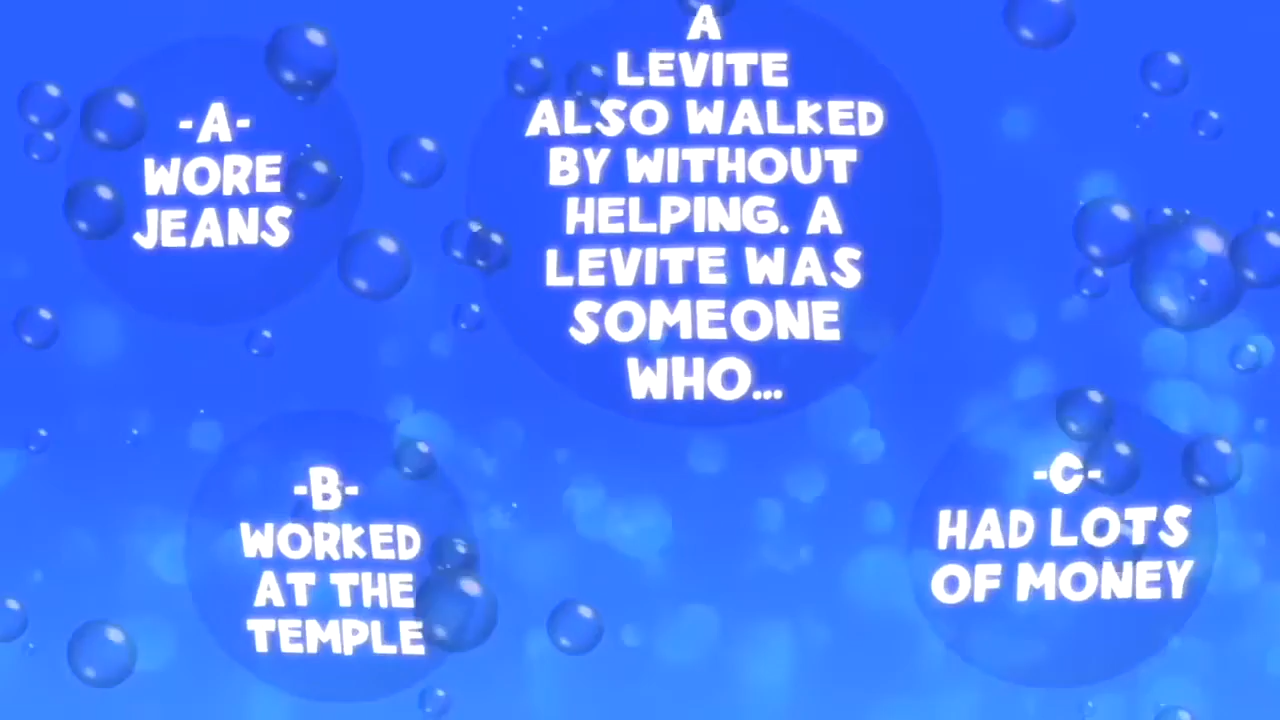 A
LEVITE
ALSO WALKED
BY WITHOUT
HELPING. A
LEVITE WAS
SOMEONE
WHO...
-A-
WORE
JEANS
-B-
WORKED
AT THE
TEMPLE
-C-
HAD LOTS
OF MONEY